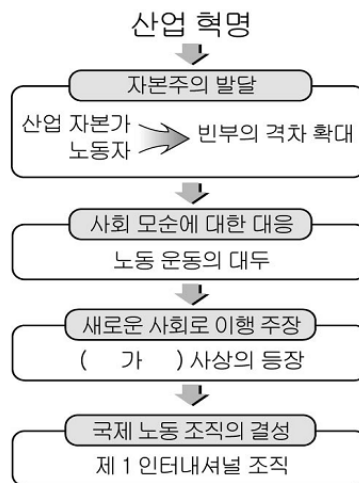 산업 혁명
자본주의 발달
산업 자본가
노동자
빈부의 격차 확대
사회 모순에 대한 대응
노동 운동의 대두
새로운 사회로 이행 주장
( 가 ) 사상의 등장
국제 노동 조직의 결성
제 1 인터내셔널 조직